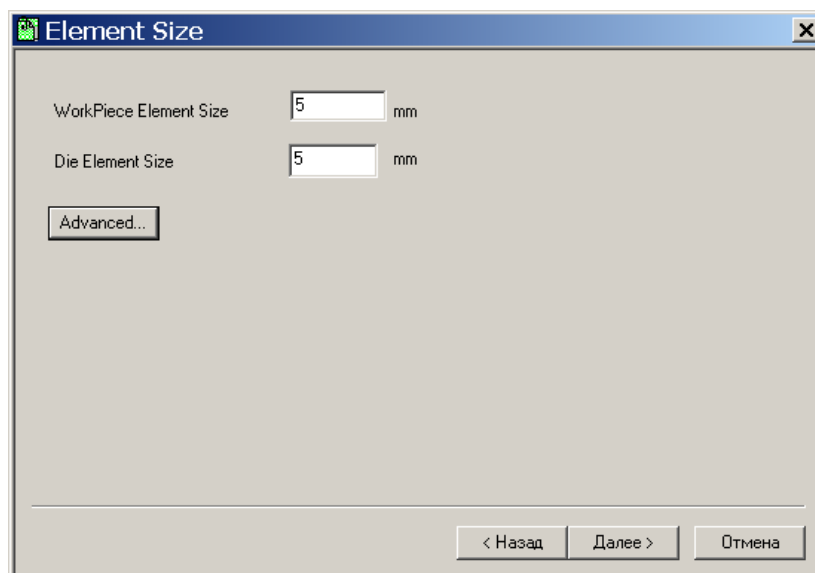 Element Size
WorkPiece Element Size 5 mm
Die Element Size 5 mm
Advanced...
< Назад Далее > Отмена